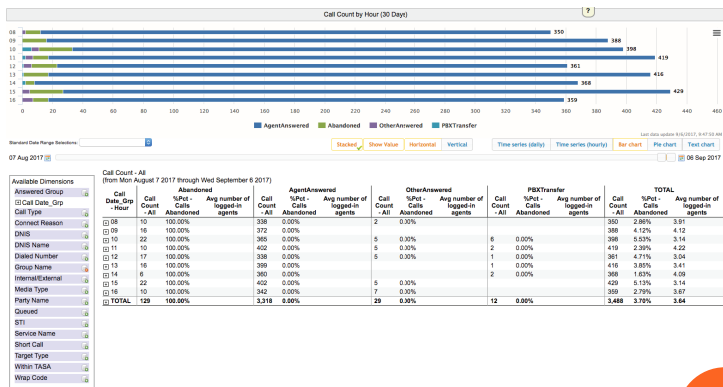 Call Count by Hour (30 Days)
?
08 350
09 388
10 398
11 419
12 361
13 416
14 368
15 429
16 359
0 20 40 60 80 100 120 140 160 180 200 220 240 260 280 300 320 340 360 380 400 420 440 460
AgentAnswered Abandoned OtherAnswered PBXTransfer
Last data update 9/6/2017, 9:47:59 AM
Standard Date Range Selections:
Stacked Show Value Horizontal Vertical Time series (daily) Time series (hourly) Bar chart Pie chart Text chart
07 Aug 2017 06 Sep 2017
Call Count - All
(from Mon August 7 2017 through Wed September 6 2017)
Available Dimensions
Answered Group
Call Date_Grp
Call Type
Connect Reason
DNIS
DNIS Name
Dialed Number
Group Name
Internal/External
Media Type
Party Name
Queued
STI
Service Name
Short Call
Target Type
Within TASA
Wrap Code
Call Date_Grp - Hour Abandoned AgentAnswered OtherAnswered PBXTransfer TOTAL
Call Count - All %Pct - Calls Abandoned Avg number of logged-in agents Call Count - All %Pct - Calls Abandoned Avg number of logged-in agents Call Count - All %Pct - Calls Abandoned Avg number of logged-in agents Call Count - All %Pct - Calls Abandoned Avg number of logged-in agents Call Count - All %Pct - Calls Abandoned Avg number of logged-in agents
08 10 100.00% 338 0.00% 2 0.00% 350 2.86% 3.91
09 16 100.00% 372 0.00% 388 4.12% 4.12
10 22 100.00% 365 0.00% 5 0.00% 6 0.00% 398 5.53% 3.14
11 10 100.00% 402 0.00% 5 0.00% 2 0.00% 419 2.39% 4.22
12 17 100.00% 338 0.00% 5 0.00% 1 0.00% 361 4.71% 3.04
13 16 100.00% 399 0.00% 1 0.00% 416 3.85% 3.41
14 6 100.00% 360 0.00% 2 0.00% 368 1.63% 4.09
15 22 100.00% 402 0.00% 5 0.00% 429 5.13% 3.14
16 10 100.00% 342 0.00% 7 0.00% 359 2.79% 3.67
TOTAL 129 100.00% 3,318 0.00% 29 0.00% 12 0.00% 3,488 3.70% 3.64